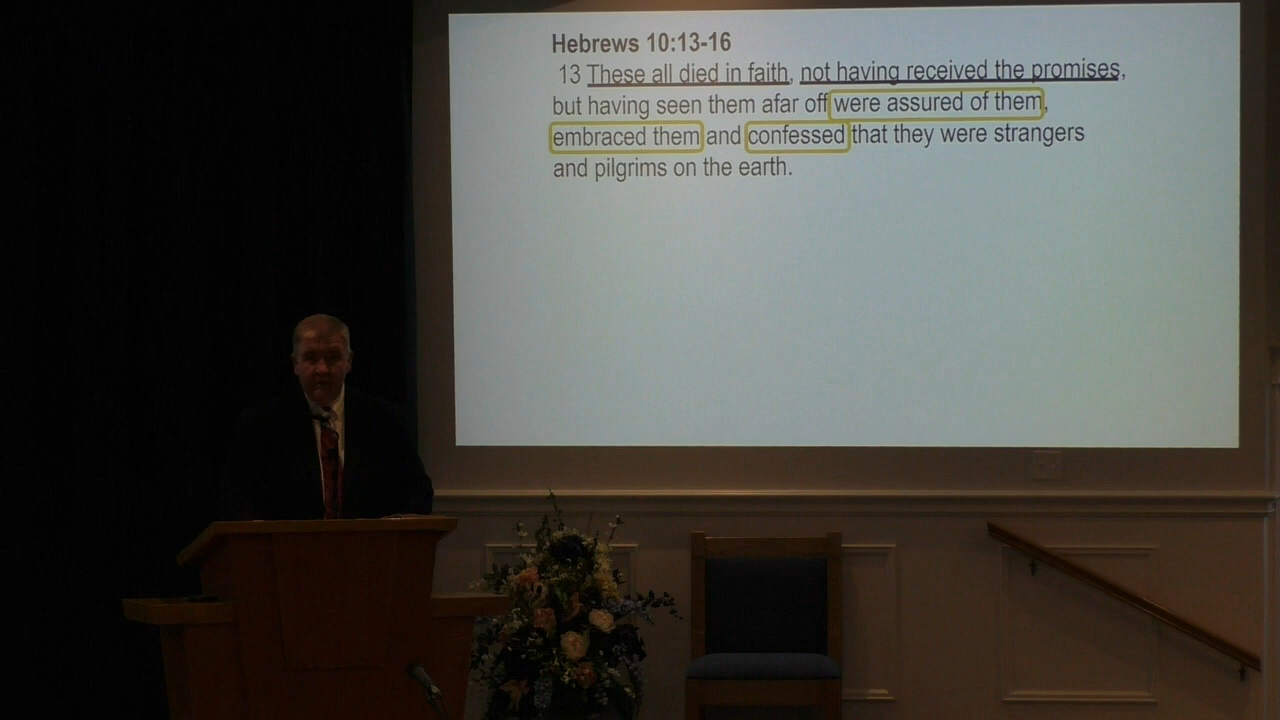 Hebrews 10:13-16
13 These all died in faith, not having received the promises,
but having seen them afar off were assured of them,
embraced them and confessed that they were strangers
and pilgrims on the earth.